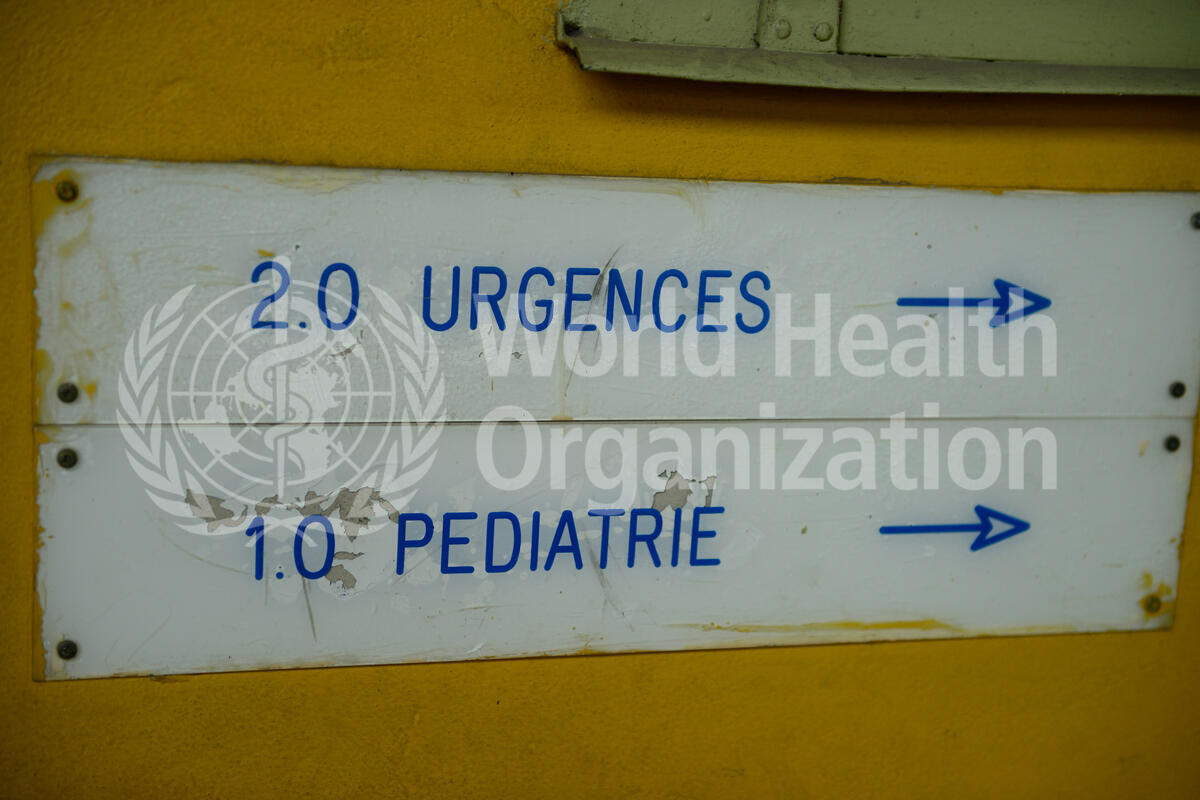 2.0 URGENCES →
1.0 PEDIATRIE →
World Health
Organization